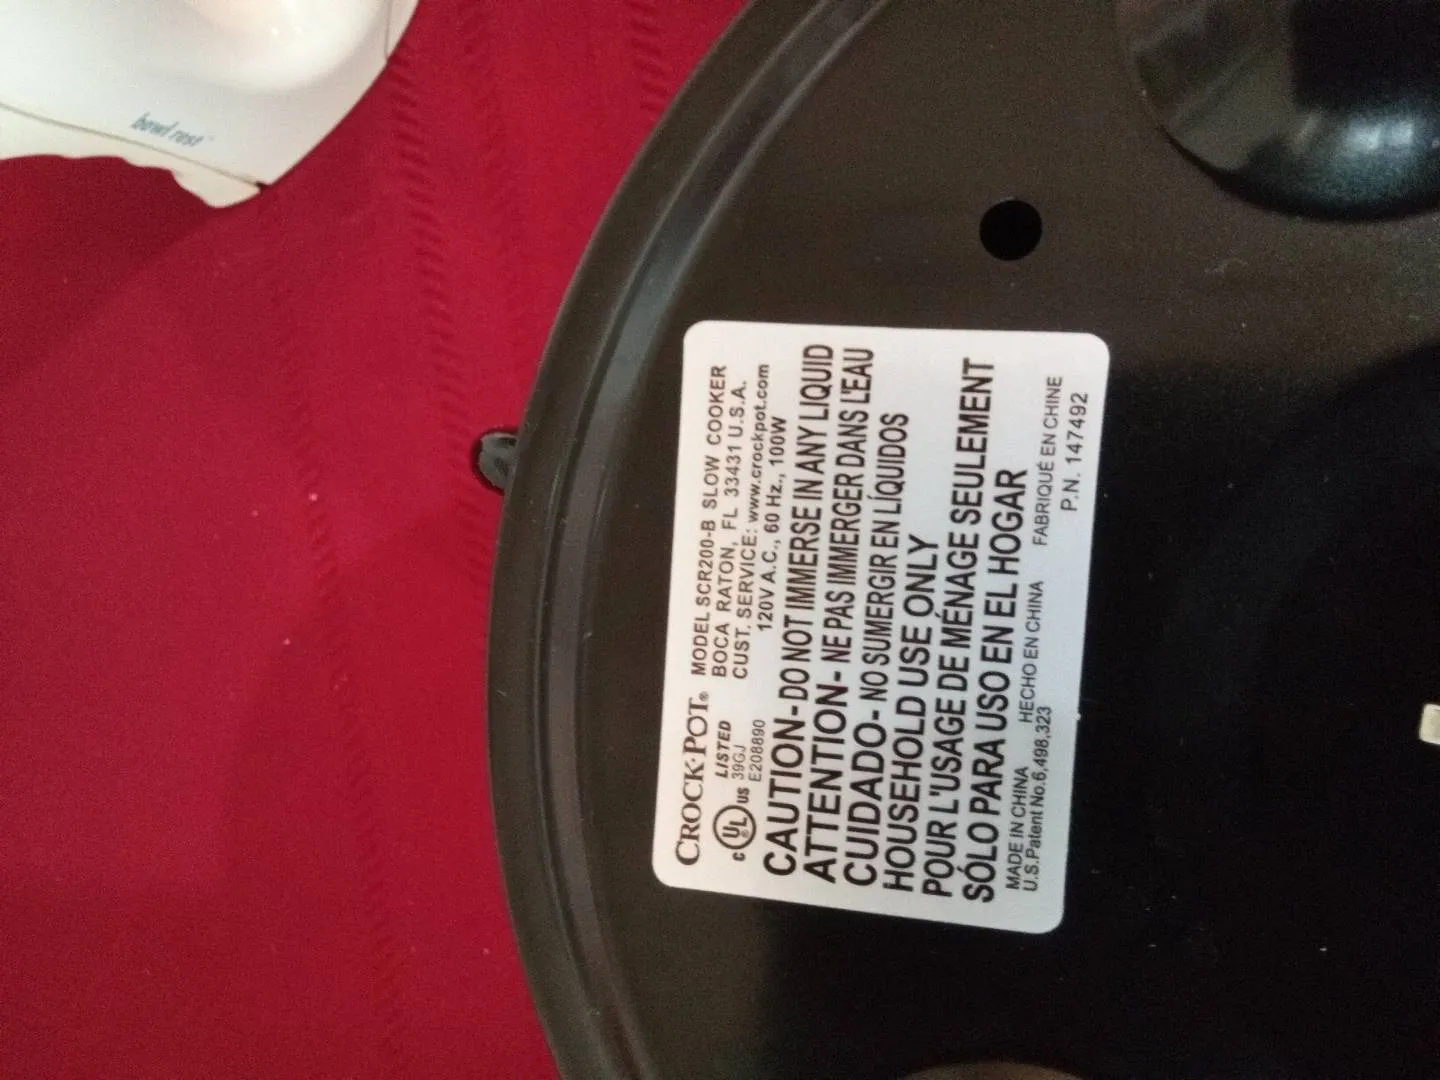 bowl rest™
CROCK-POT® MODEL SCR200-B SLOW COOKER
BOCA RATON, FL 33431 U.S.A.
CUST. SERVICE: www.crockpot.com
120V A.C., 60 Hz., 100W
c UL® us LISTED
39GJ
E208890
CAUTION- DO NOT IMMERSE IN ANY LIQUID
ATTENTION- NE PAS IMMERGER DANS L'EAU
CUIDADO- NO SUMERGIR EN LÍQUIDOS
HOUSEHOLD USE ONLY
POUR L'USAGE DE MÉNAGE SEULEMENT
SÓLO PARA USO EN EL HOGAR
MADE IN CHINA HECHO EN CHINA FABRIQUÉ EN CHINE
U.S.Patent No.6,498,323 P.N. 147492